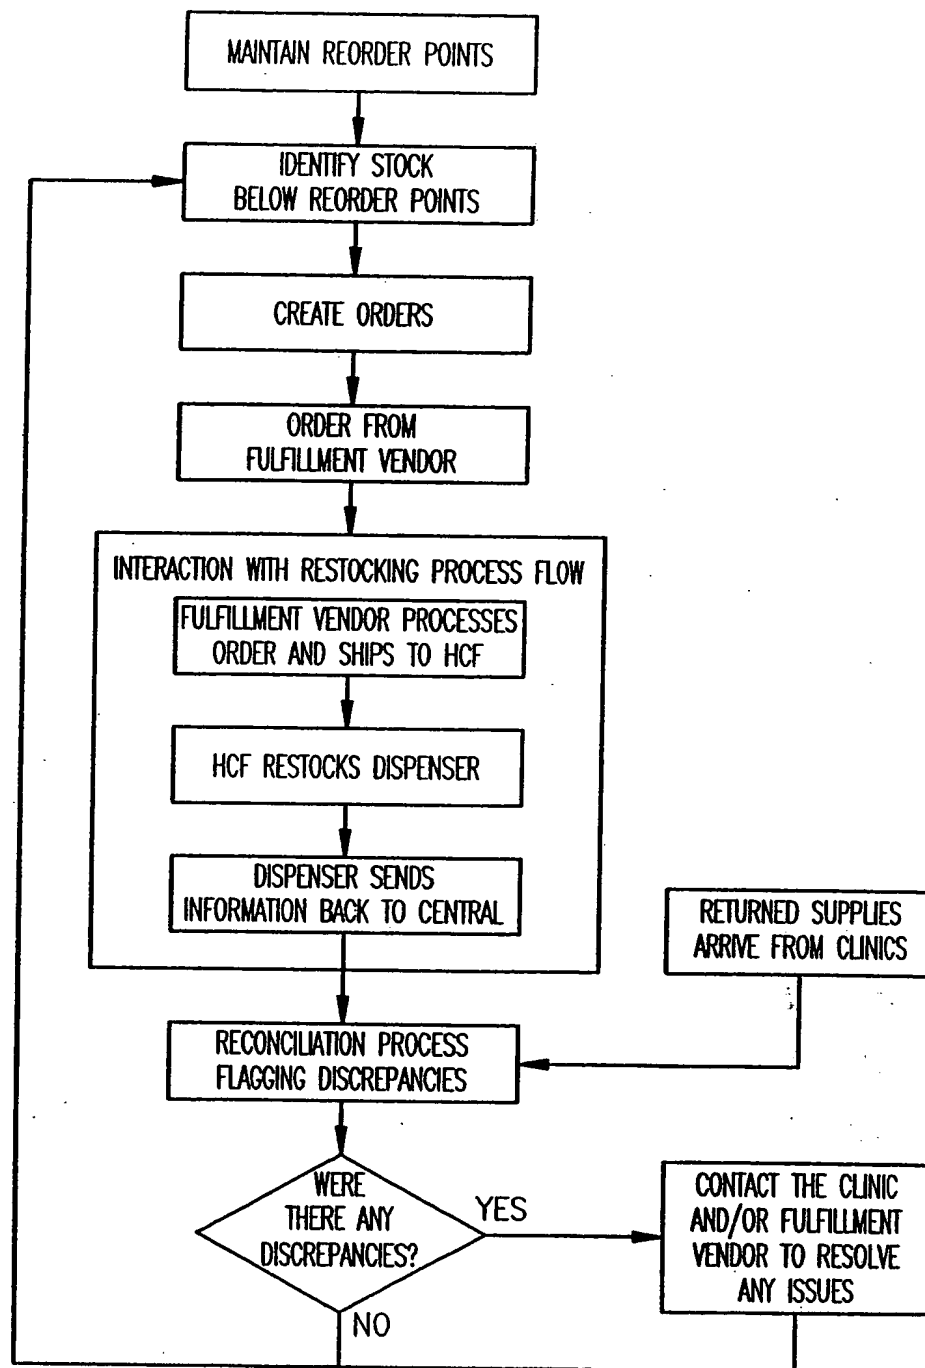 MAINTAIN REORDER POINTS
IDENTIFY STOCK
BELOW REORDER POINTS
CREATE ORDERS
ORDER FROM
FULFILLMENT VENDOR
INTERACTION WITH RESTOCKING PROCESS FLOW
FULFILLMENT VENDOR PROCESSES
ORDER AND SHIPS TO HCF
HCF RESTOCKS DISPENSER
DISPENSER SENDS
INFORMATION BACK TO CENTRAL
RETURNED SUPPLIES
ARRIVE FROM CLINICS
RECONCILIATION PROCESS
FLAGGING DISCREPANCIES
WERE
THERE ANY
DISCREPANCIES?
YES
CONTACT THE CLINIC
AND/OR FULFILLMENT
VENDOR TO RESOLVE
ANY ISSUES
NO